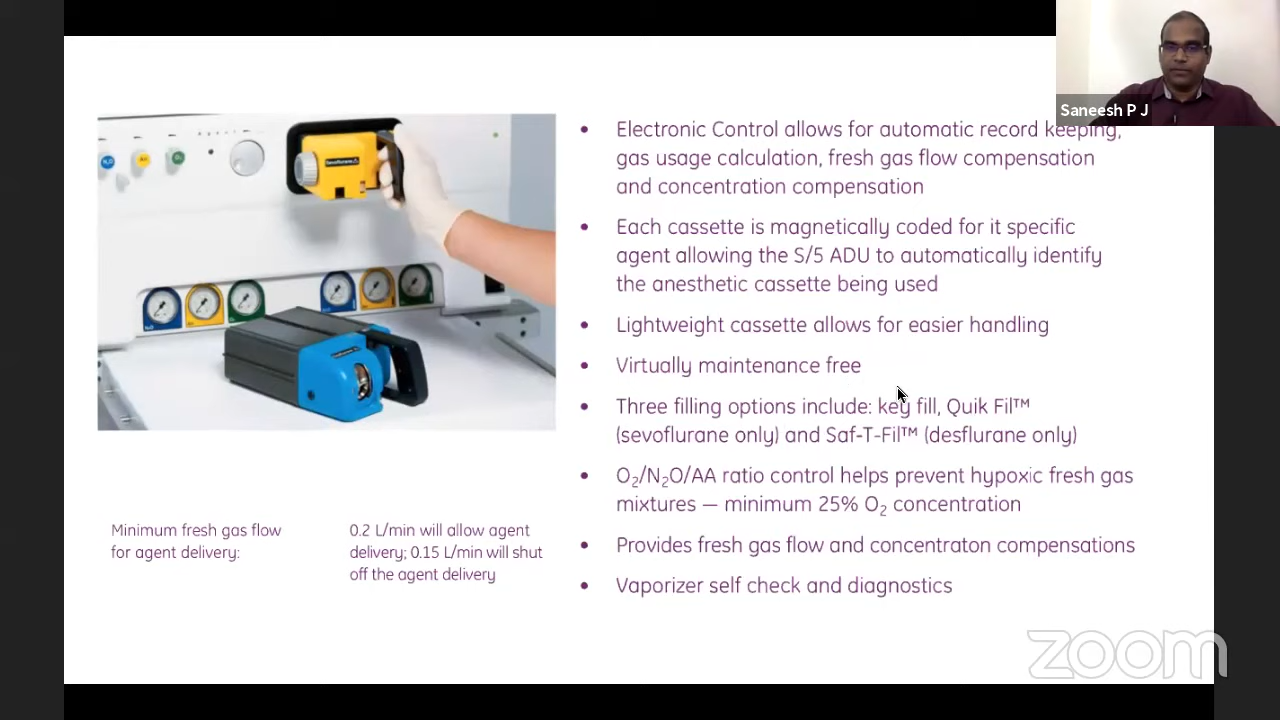 Saneesh P J
Electronic Control allows for automatic record keeping,
gas usage calculation, fresh gas flow compensation
and concentration compensation
Each cassette is magnetically coded for it specific
agent allowing the S/5 ADU to automatically identify
the anesthetic cassette being used
Lightweight cassette allows for easier handling
Virtually maintenance free
Three filling options include: key fill, Quik Fil™
(sevoflurane only) and Saf-T-Fil™ (desflurane only)
O₂/N₂O/AA ratio control helps prevent hypoxic fresh gas
mixtures — minimum 25% O₂ concentration
Provides fresh gas flow and concentraton compensations
Vaporizer self check and diagnostics
Minimum fresh gas flow
for agent delivery:
0.2 L/min will allow agent
delivery; 0.15 L/min will shut
off the agent delivery
zoom